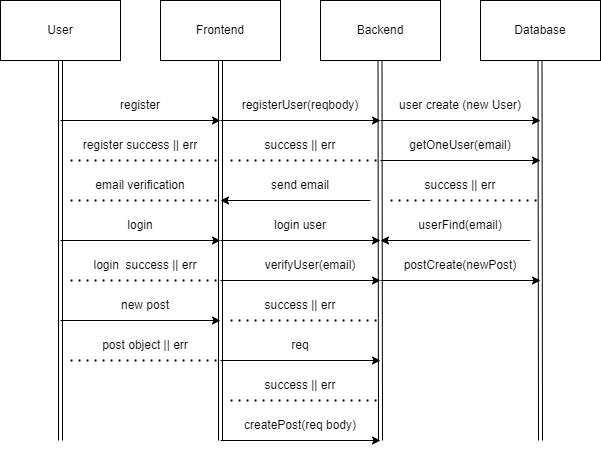 User Frontend Backend Database
register registerUser(reqbody) user create (new User)
register success || err success || err getOneUser(email)
email verification send email success || err
login login user userFind(email)
login success || err verifyUser(email) postCreate(newPost)
new post success || err
post object || err req
success || err
createPost(req body)